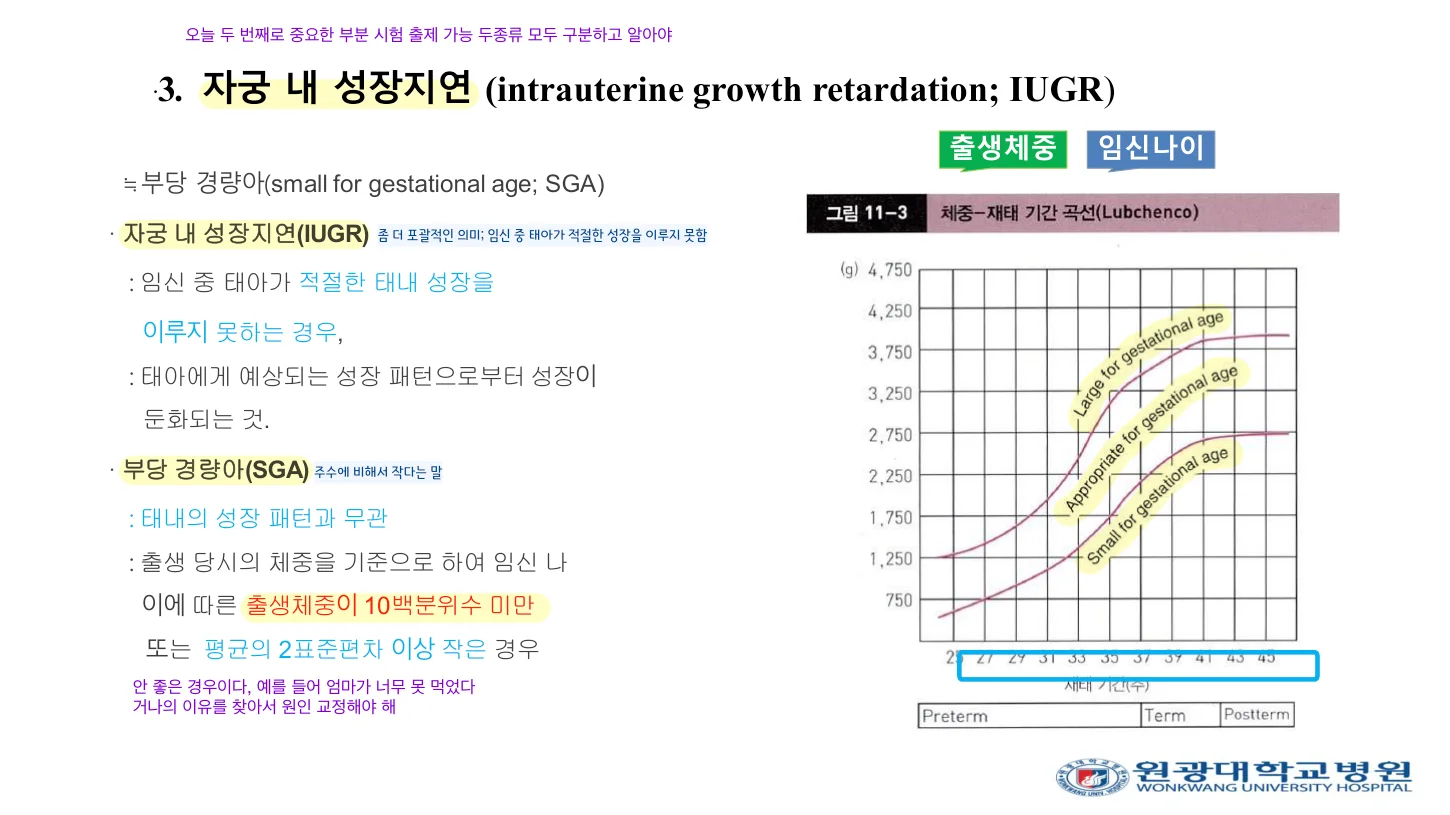 오늘 두 번째로 중요한 부분 시험 출제 가능 두종류 모두 구분하고 알아야
·3. 자궁 내 성장지연 (intrauterine growth retardation; IUGR)
≒부당 경량아(small for gestational age; SGA)
· 자궁 내 성장지연(IUGR) 좀 더 포괄적인 의미; 임신 중 태아가 적절한 성장을 이루지 못함
: 임신 중 태아가 적절한 태내 성장을
이루지 못하는 경우,
: 태아에게 예상되는 성장 패턴으로부터 성장이
둔화되는 것.
· 부당 경량아(SGA) 주수에 비해서 작다는 말
: 태내의 성장 패턴과 무관
: 출생 당시의 체중을 기준으로 하여 임신 나
이에 따른 출생체중이 10백분위수 미만
또는 평균의 2표준편차 이상 작은 경우
안 좋은 경우이다, 예를 들어 엄마가 너무 못 먹었다
거나의 이유를 찾아서 원인 교정해야 해
출생체중 임신나이
그림 11-3 체중-재태 기간 곡선(Lubchenco)
(g) 4,750
4,250
3,750
3,250
2,750
2,250
1,750
1,250
750
Large for gestational age
Appropriate for gestational age
Small for gestational age
25 27 29 31 33 35 37 39 41 43 45
재태 기간(주)
Preterm Term Postterm
원광대학교병원
WONKWANG UNIVERSITY HOSPITAL